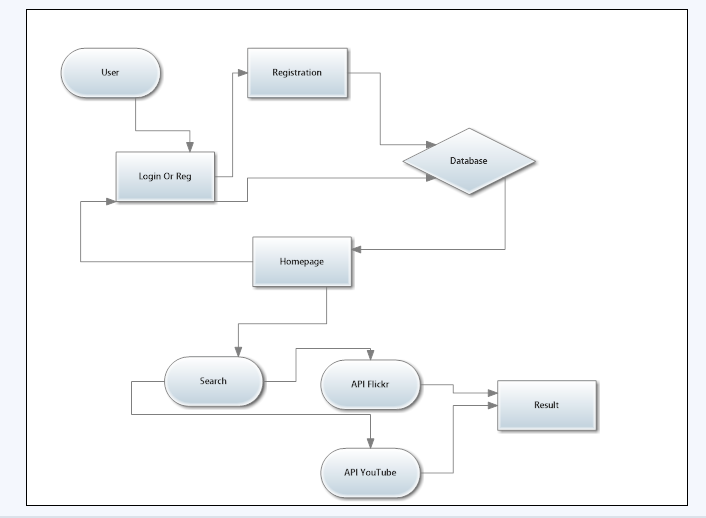 User
Registration
Database
Login Or Reg
Homepage
Search
API Flickr
Result
API YouTube